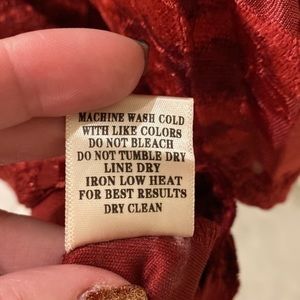 MACHINE WASH COLD
WITH LIKE COLORS
DO NOT BLEACH
DO NOT TUMBLE DRY
LINE DRY
IRON LOW HEAT
FOR BEST RESULTS
DRY CLEAN